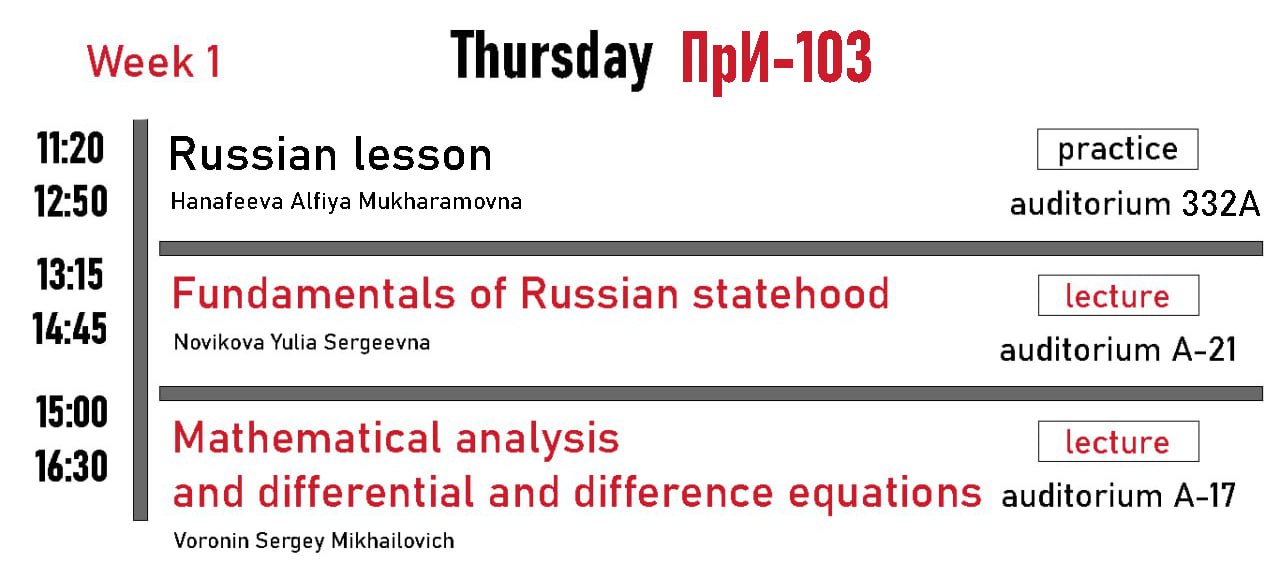 Week 1
Thursday ПрИ-103
11:20
12:50
Russian lesson
Hanafeeva Alfiya Mukharamovna
practice
auditorium 332A
13:15
14:45
Fundamentals of Russian statehood
Novikova Yulia Sergeevna
lecture
auditorium A-21
15:00
16:30
Mathematical analysis
and differential and difference equations
Voronin Sergey Mikhailovich
lecture
auditorium A-17